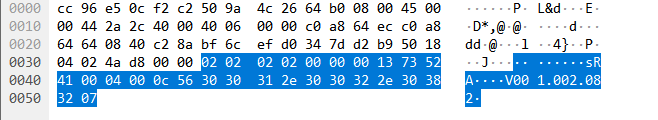 0000 cc 96 e5 0c f2 c2 50 9a 4c 26 64 b0 08 00 45 00 ······P· L&d···E·
0010 00 44 2a 2c 40 00 40 06 00 00 c0 a8 64 ec c0 a8 ·D*,@·@· ····d···
0020 64 64 08 40 c2 8a bf 6c ef d0 34 7d d2 b9 50 18 dd·@···l ··4}··P·
0030 04 02 4a d8 00 00 02 02 02 02 00 00 00 13 73 52 ··J····· ······sR
0040 41 00 04 00 0c 56 30 30 31 2e 30 30 32 2e 30 38 A····V00 1.002.08
0050 32 07 2·